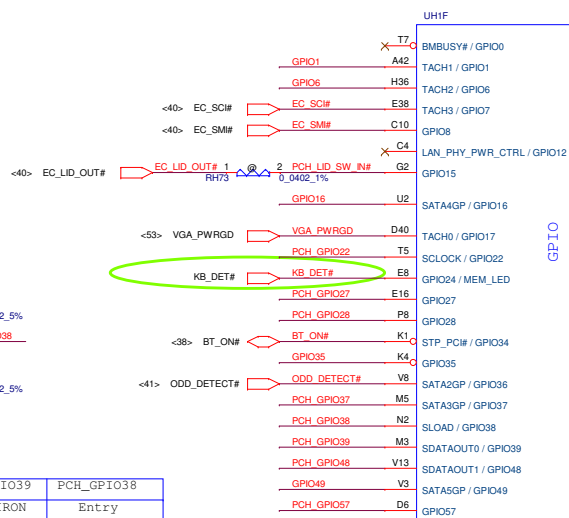 UH1F
T7 BMBUSY# / GPIO0
GPIO1 A42 TACH1 / GPIO1
GPIO6 H36 TACH2 / GPIO6
<40> EC_SCI# EC_SCI# E38 TACH3 / GPIO7
<40> EC_SMI# EC_SMI# C10 GPIO8
C4 LAN_PHY_PWR_CTRL / GPIO12
<40> EC_LID_OUT# EC_LID_OUT# 1 @ 2 PCH_LID_SW_IN# G2 GPIO15
RH73 0_0402_1%
GPIO16 U2 SATA4GP / GPIO16
<53> VGA_PWRGD VGA_PWRGD D40 TACH0 / GPIO17
PCH_GPIO22 T5 SCLOCK / GPIO22
KB_DET# KB_DET# E8 GPIO24 / MEM_LED
PCH_GPIO27 E16 GPIO27
2_5% PCH_GPIO28 P8 GPIO28
038 <38> BT_ON# BT_ON# K1 STP_PCI# / GPIO34
GPIO35 K4 GPIO35
2_5% <41> ODD_DETECT# ODD_DETECT# V8 SATA2GP / GPIO36
PCH_GPIO37 M5 SATA3GP / GPIO37
PCH_GPIO38 N2 SLOAD / GPIO38
PCH_GPIO39 M3 SDATAOUT0 / GPIO39
PCH_GPIO48 V13 SDATAOUT1 / GPIO48
GPIO49 V3 SATA5GP / GPIO49
PCH_GPIO57 D6 GPIO57
GPIO
IO39 PCH_GPIO38
IRON Entry